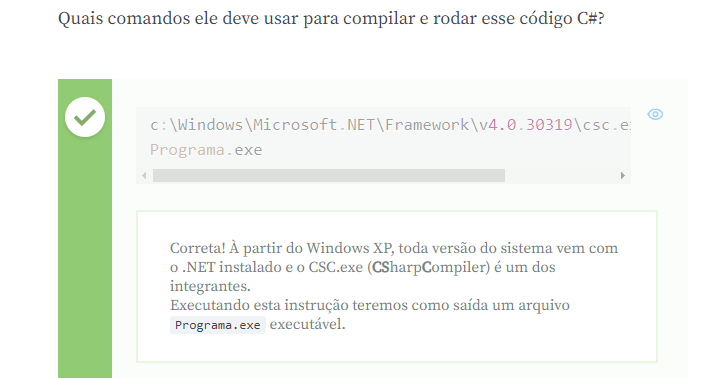 Quais comandos ele deve usar para compilar e rodar esse código C#?
c:\Windows\Microsoft.NET\Framework\v4.0.30319\csc.e
Programa.exe
Correta! À partir do Windows XP, toda versão do sistema vem com
o .NET instalado e o CSC.exe (CSharpCompiler) é um dos
integrantes.
Executando esta instrução teremos como saída um arquivo
Programa.exe executável.